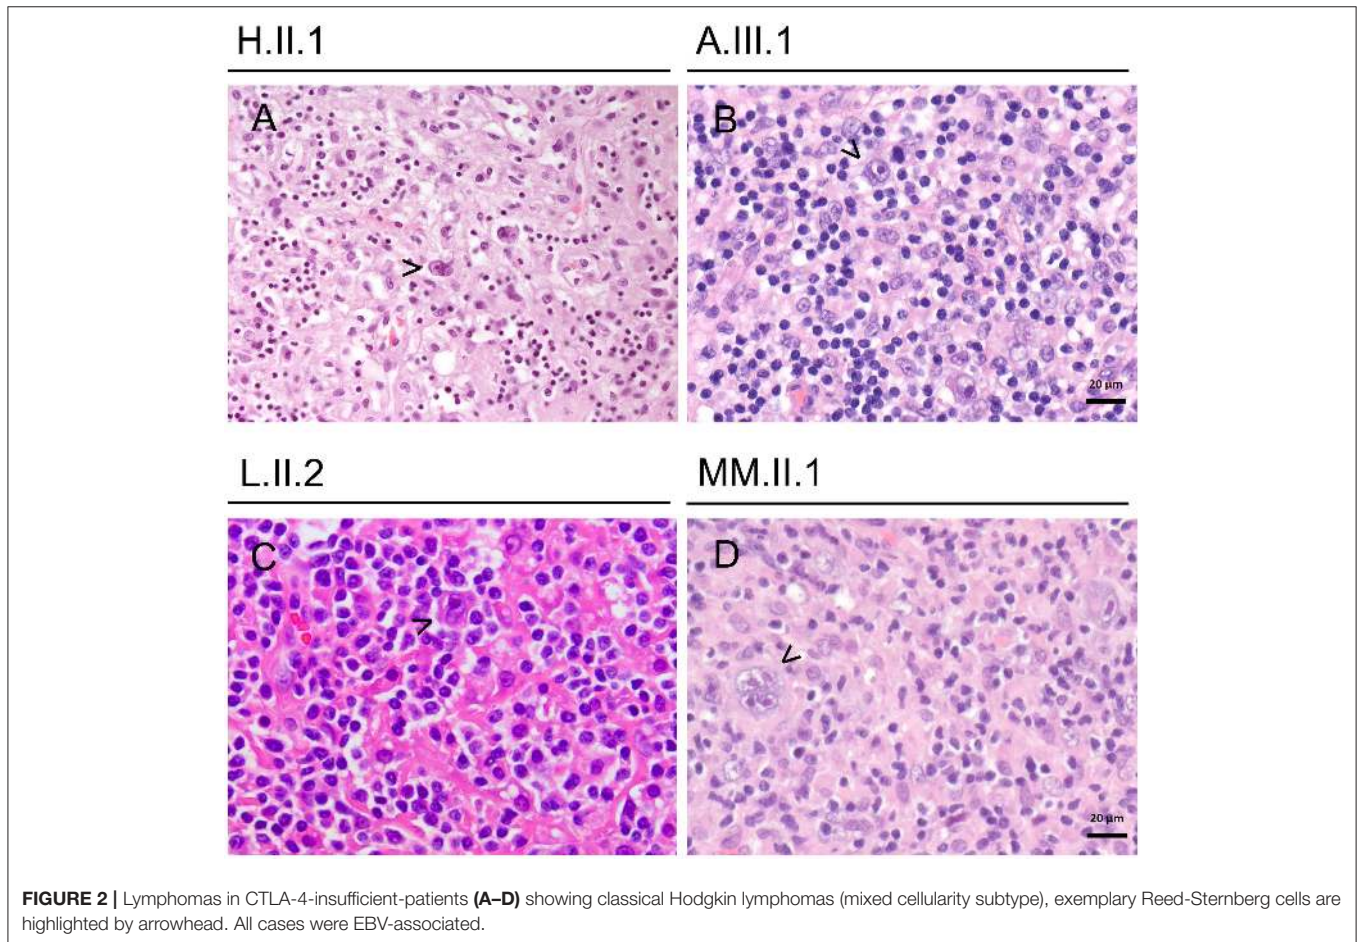 H.II.1
A.III.1
A
B
20 µm
L.II.2
MM.II.1
C
D
20 µm
FIGURE 2 | Lymphomas in CTLA-4-insufficient-patients (A–D) showing classical Hodgkin lymphomas (mixed cellularity subtype), exemplary Reed-Sternberg cells are
highlighted by arrowhead. All cases were EBV-associated.